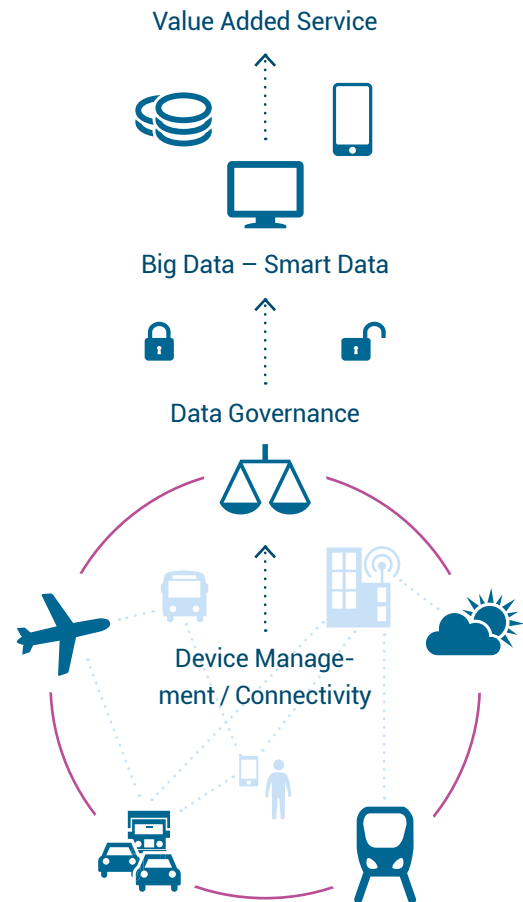 Value Added Service
Big Data – Smart Data
Data Governance
Device Manage-
ment / Connectivity